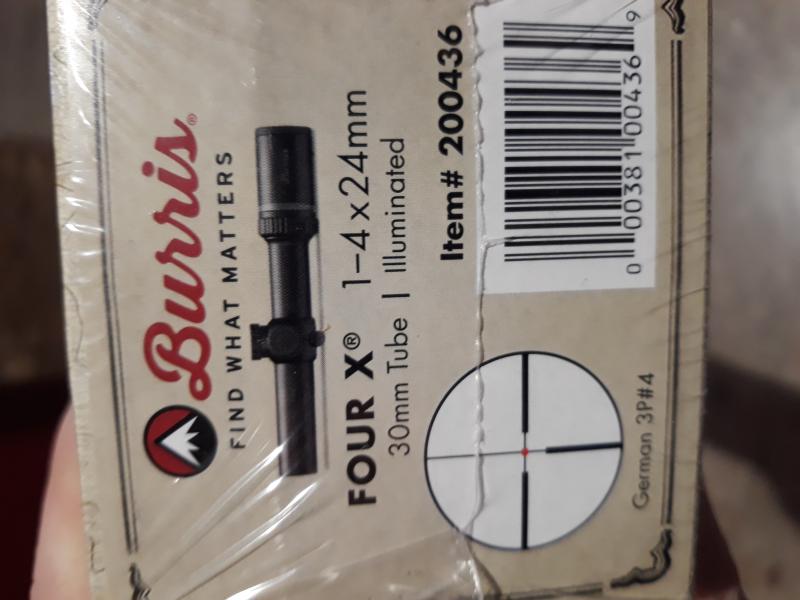 Burris®
FIND WHAT MATTERS
FOUR X® 1–4x24mm
30mm Tube | Illuminated
Item# 200436
0 00381 00436 9
German 3P#4